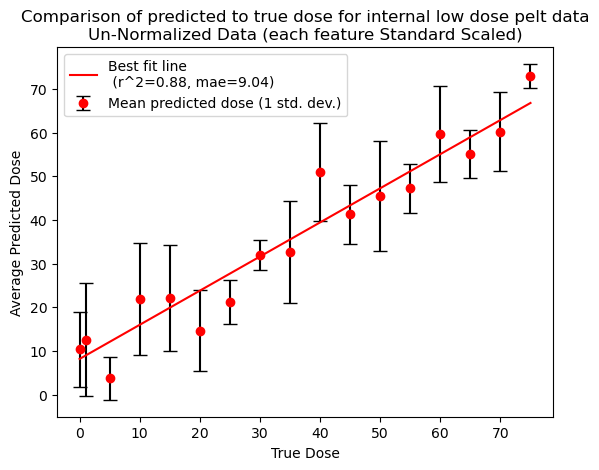 Comparison of predicted to true dose for internal low dose pelt data
Un-Normalized Data (each feature Standard Scaled)
Best fit line
(r^2=0.88, mae=9.04)
Mean predicted dose (1 std. dev.)
Average Predicted Dose
70
60
50
40
30
20
10
0
0 10 20 30 40 50 60 70
True Dose